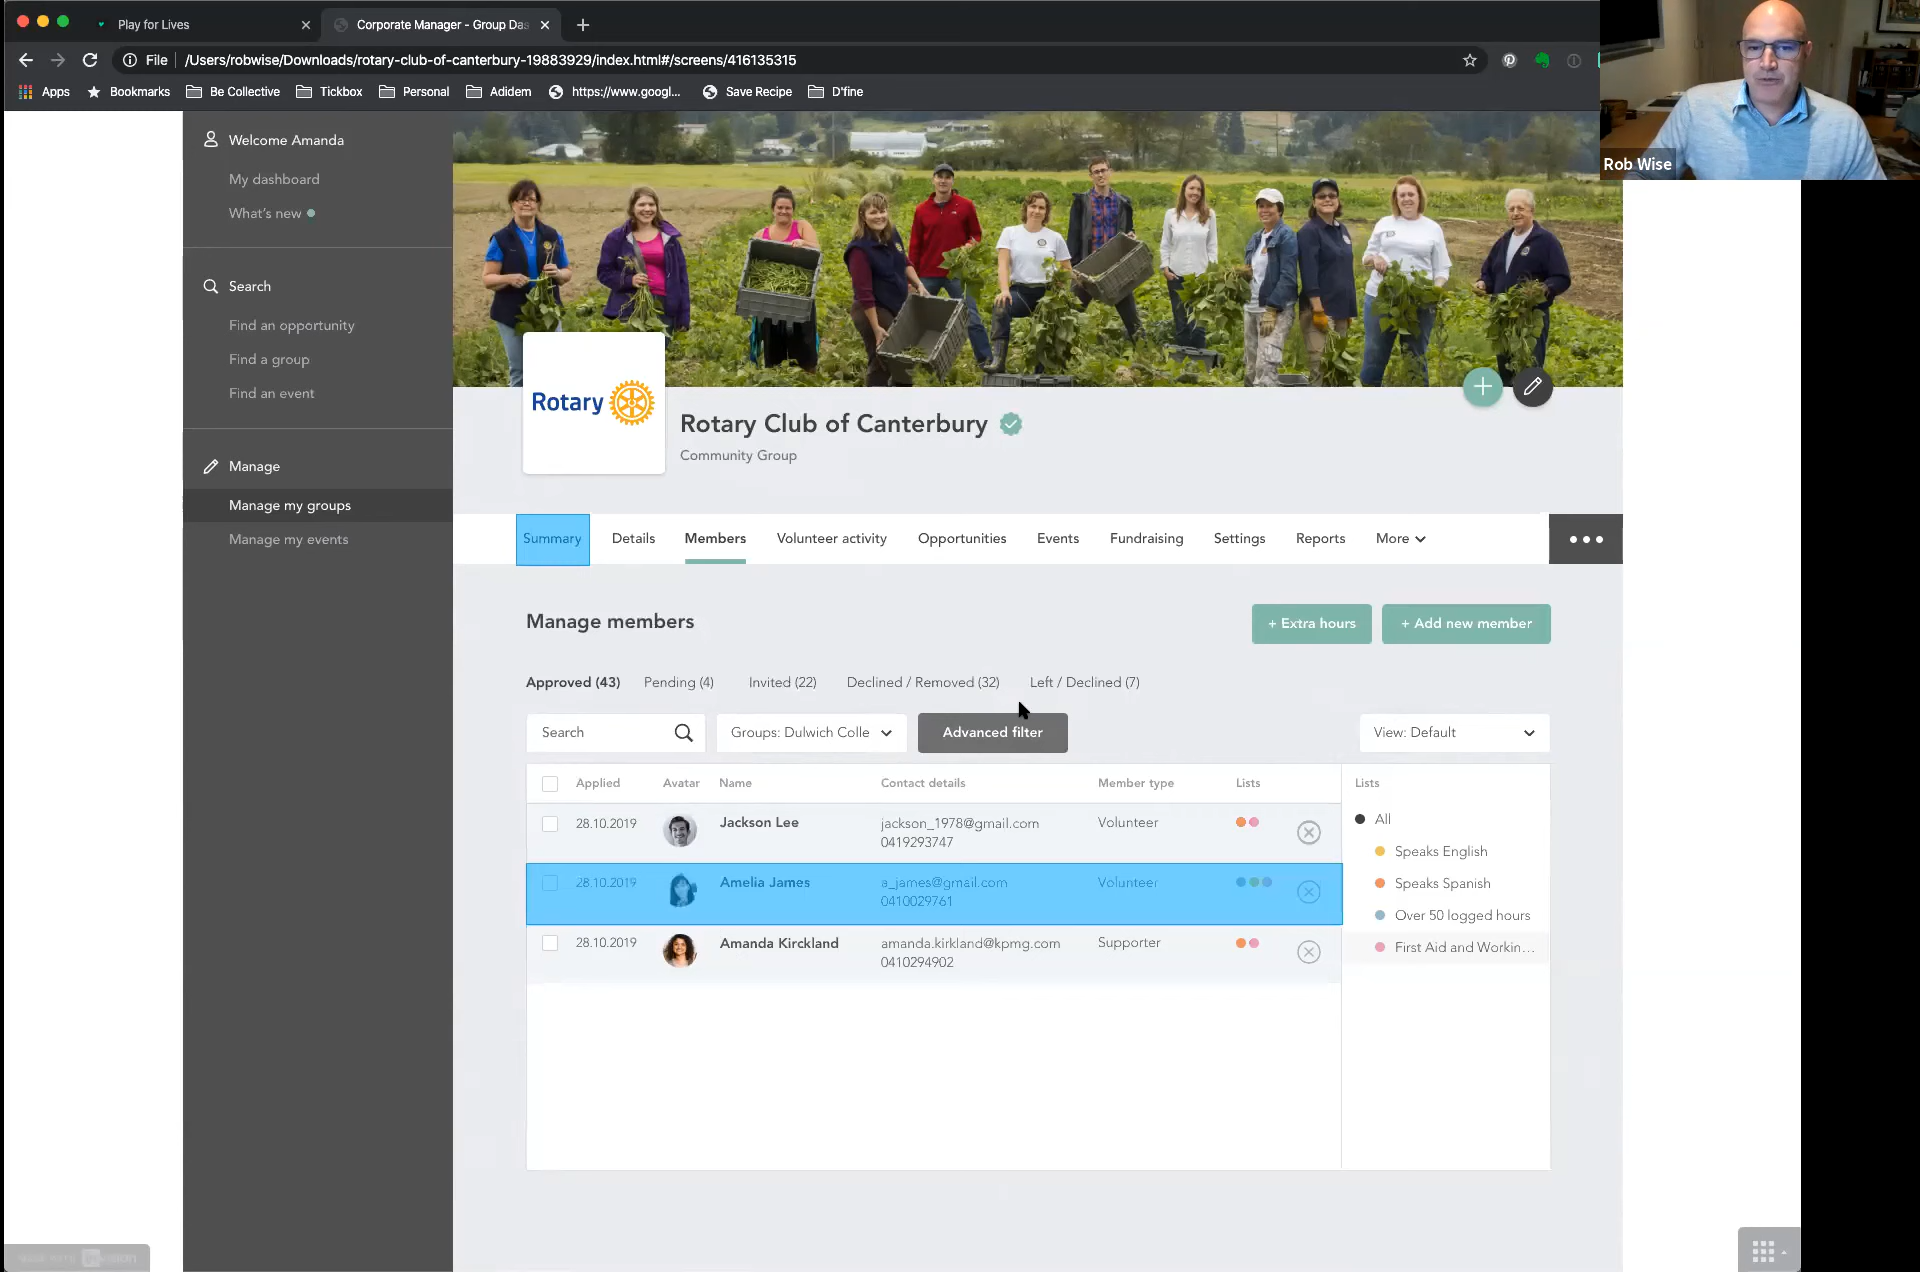 Play for Lives
Corporate Manager - Group Das
File
/Users/robwise/Downloads/rotary-club-of-canterbury-19883929/index.html#/screens/416135315
Apps
Bookmarks
Be Collective
Tickbox
Personal
Adidem
https://www.googl...
Save Recipe
D'fine
Rob Wise
Welcome Amanda
My dashboard
What's new
Search
Find an opportunity
Find a group
Find an event
Manage
Manage my groups
Manage my events
Rotary
Rotary Club of Canterbury
Community Group
Summary
Details
Members
Volunteer activity
Opportunities
Events
Fundraising
Settings
Reports
More
Manage members
+ Extra hours
+ Add new member
Approved (43)
Pending (4)
Invited (22)
Declined / Removed (32)
Left / Declined (7)
Search
Groups: Dulwich Colle
Advanced filter
View: Default
Applied
Avatar
Name
Contact details
Member type
Lists
28.10.2019
Jackson Lee
jackson_1978@gmail.com
0419293747
Volunteer
28.10.2019
Amelia James
a_james@gmail.com
0410029761
Volunteer
28.10.2019
Amanda Kirckland
amanda.kirkland@kpmg.com
0410294902
Supporter
Lists
All
Speaks English
Speaks Spanish
Over 50 logged hours
First Aid and Workin...